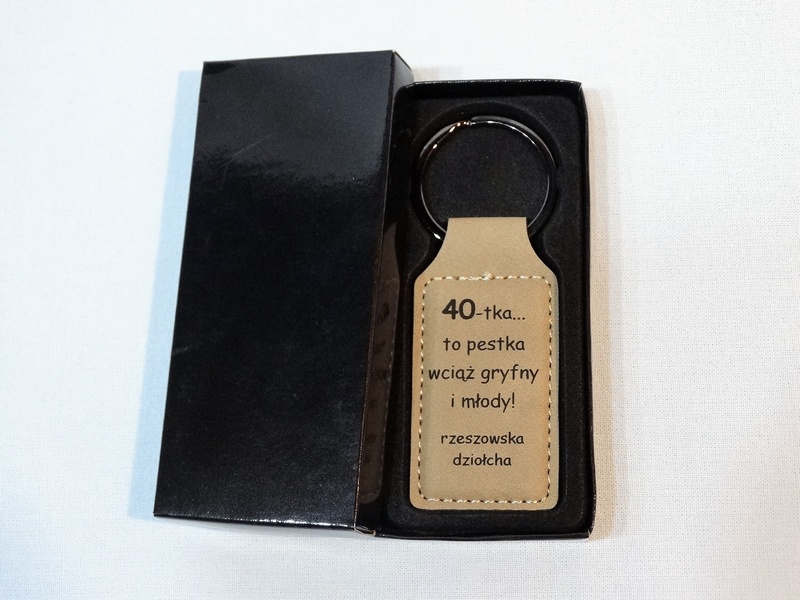 40-tka...
to pestka
wciąż gryfny
i młody!
rzeszowska
dziołcha